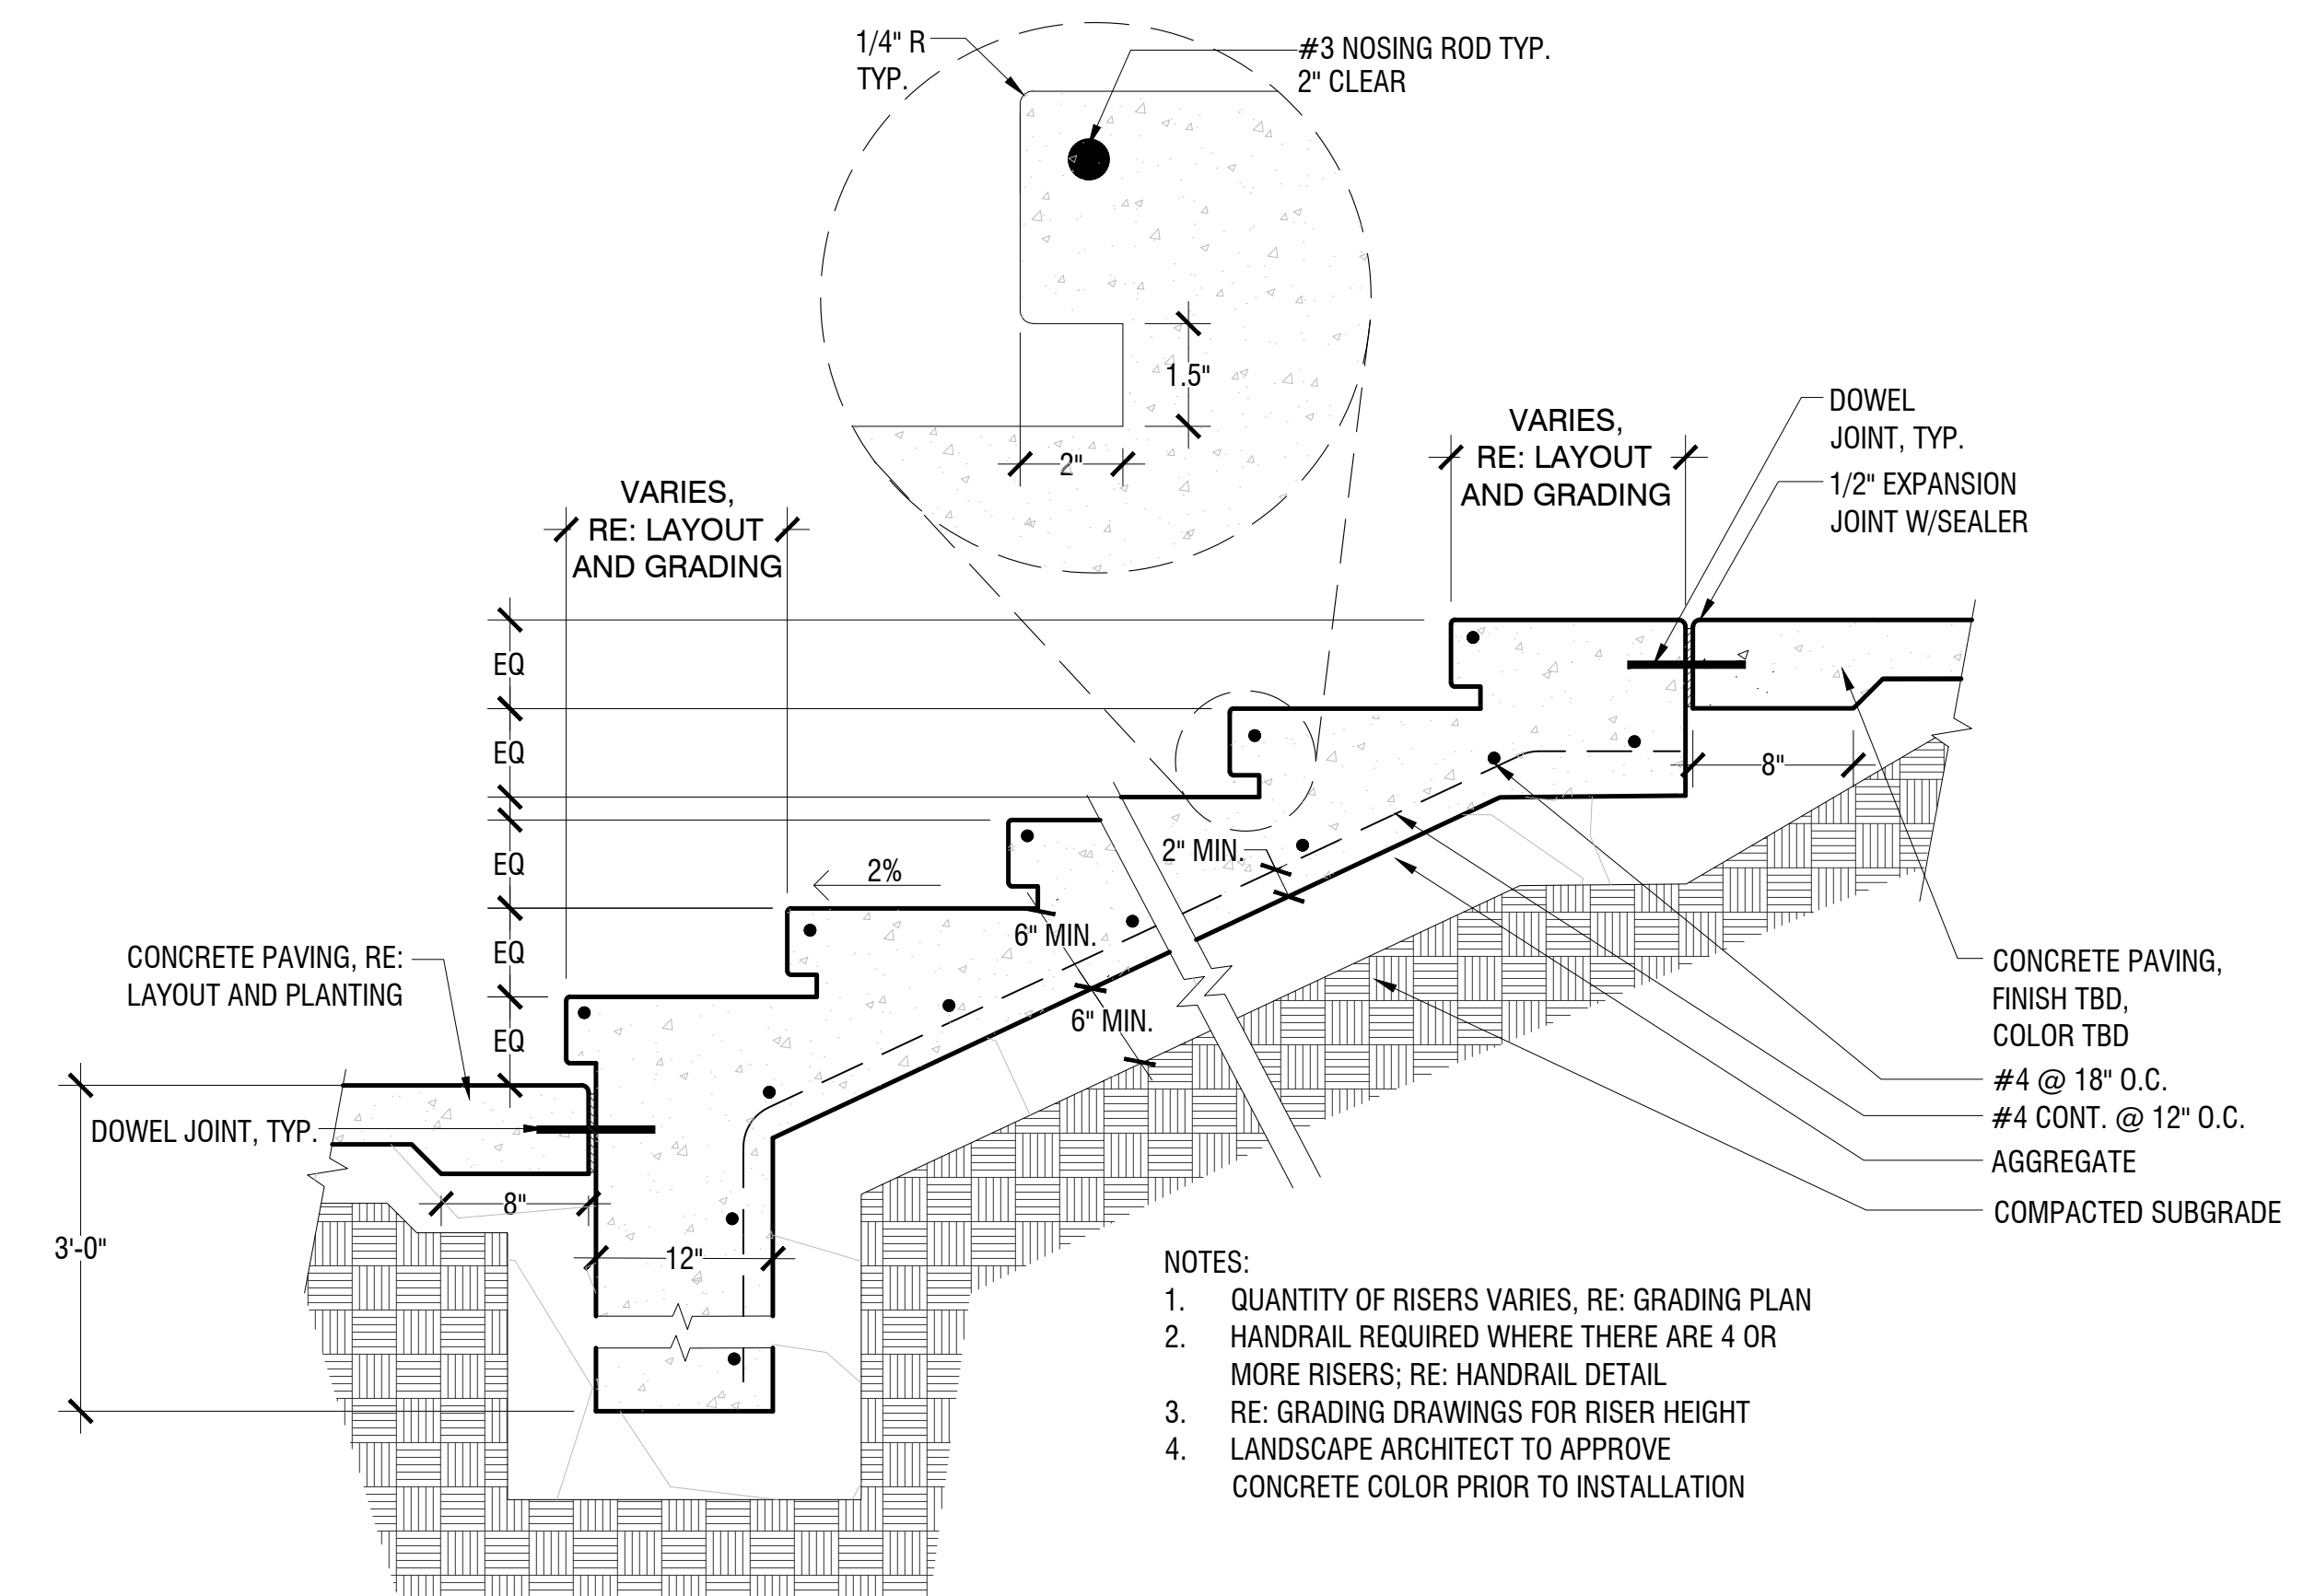 1/4" R
TYP.
#3 NOSING ROD TYP.
2" CLEAR
1.5"
2"
VARIES,
RE: LAYOUT
AND GRADING
VARIES,
RE: LAYOUT
AND GRADING
DOWEL
JOINT, TYP.
1/2" EXPANSION
JOINT W/SEALER
EQ
EQ
EQ
EQ
EQ
2%
2" MIN.
6" MIN.
6" MIN.
8"
CONCRETE PAVING, RE:
LAYOUT AND PLANTING
DOWEL JOINT, TYP.
8"
12"
3'-0"
CONCRETE PAVING,
FINISH TBD,
COLOR TBD
#4 @ 18" O.C.
#4 CONT. @ 12" O.C.
AGGREGATE
COMPACTED SUBGRADE
NOTES:
1. QUANTITY OF RISERS VARIES, RE: GRADING PLAN
2. HANDRAIL REQUIRED WHERE THERE ARE 4 OR
MORE RISERS; RE: HANDRAIL DETAIL
3. RE: GRADING DRAWINGS FOR RISER HEIGHT
4. LANDSCAPE ARCHITECT TO APPROVE
CONCRETE COLOR PRIOR TO INSTALLATION